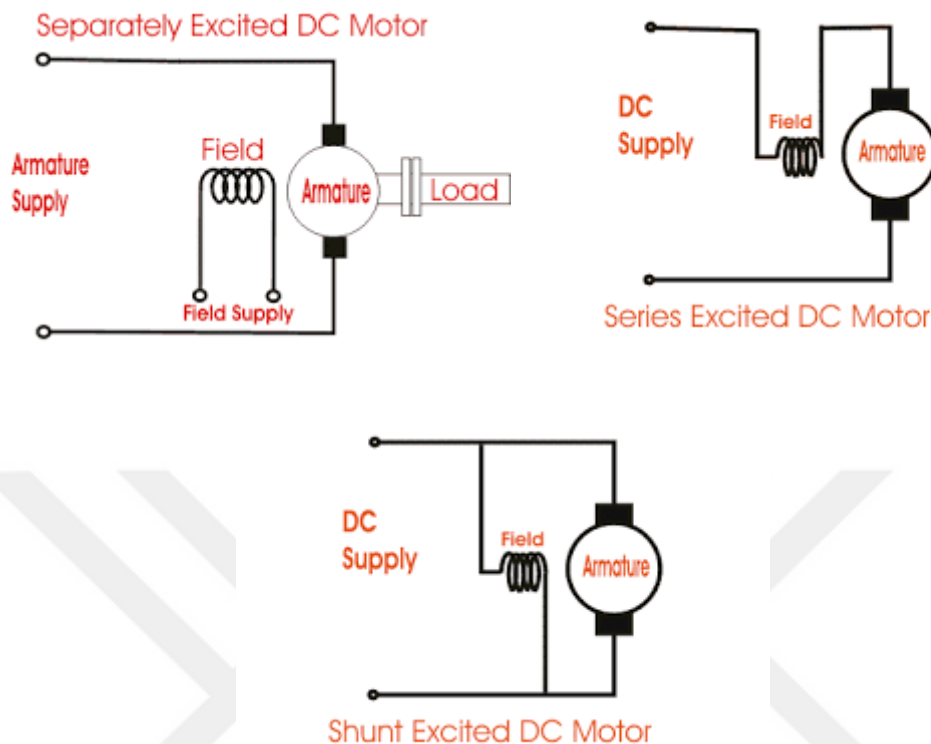 Separately Excited DC Motor
Armature
Supply
Field
Armature
Load
Field Supply
DC
Supply
Field
Armature
Series Excited DC Motor
DC
Supply
Field
Armature
Shunt Excited DC Motor